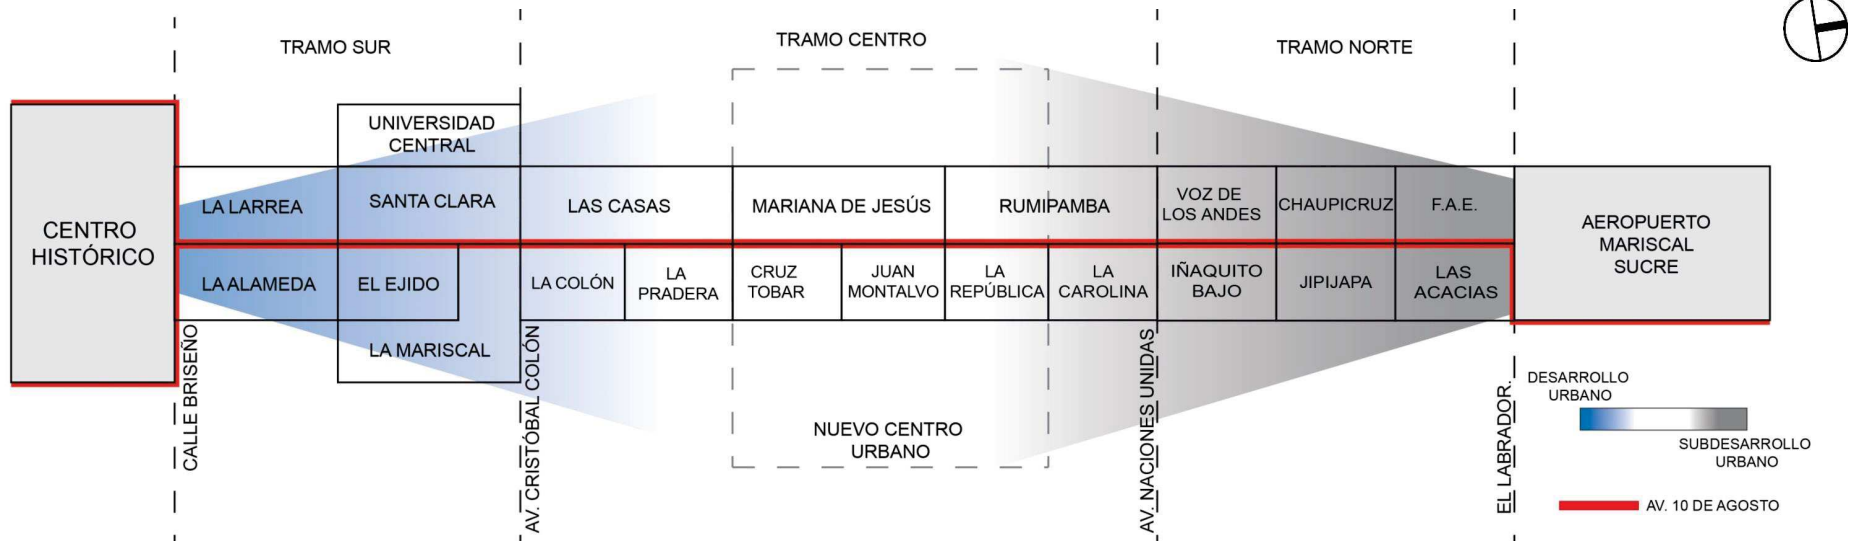 TRAMO SUR
TRAMO CENTRO
TRAMO NORTE
CENTRO
HISTÓRICO
UNIVERSIDAD
CENTRAL
LA LARREA
SANTA CLARA
LAS CASAS
MARIANA DE JESÚS
RUMIPAMBA
VOZ DE
LOS ANDES
CHAUPICRUZ
F.A.E.
AEROPUERTO
MARISCAL
SUCRE
LA ALAMEDA
EL EJIDO
LA COLÓN
LA
PRADERA
CRUZ
TOBAR
JUAN
MONTALVO
LA
REPÚBLICA
LA
CAROLINA
IÑAQUITO
BAJO
JIPIJAPA
LAS
ACACIAS
LA MARISCAL
CALLE BRISEÑO
AV. CRISTÓBAL COLÓN
NUEVO CENTRO
URBANO
AV. NACIONES UNIDAS
EL LABRADOR.
DESARROLLO
URBANO
SUBDESARROLLO
URBANO
AV. 10 DE AGOSTO